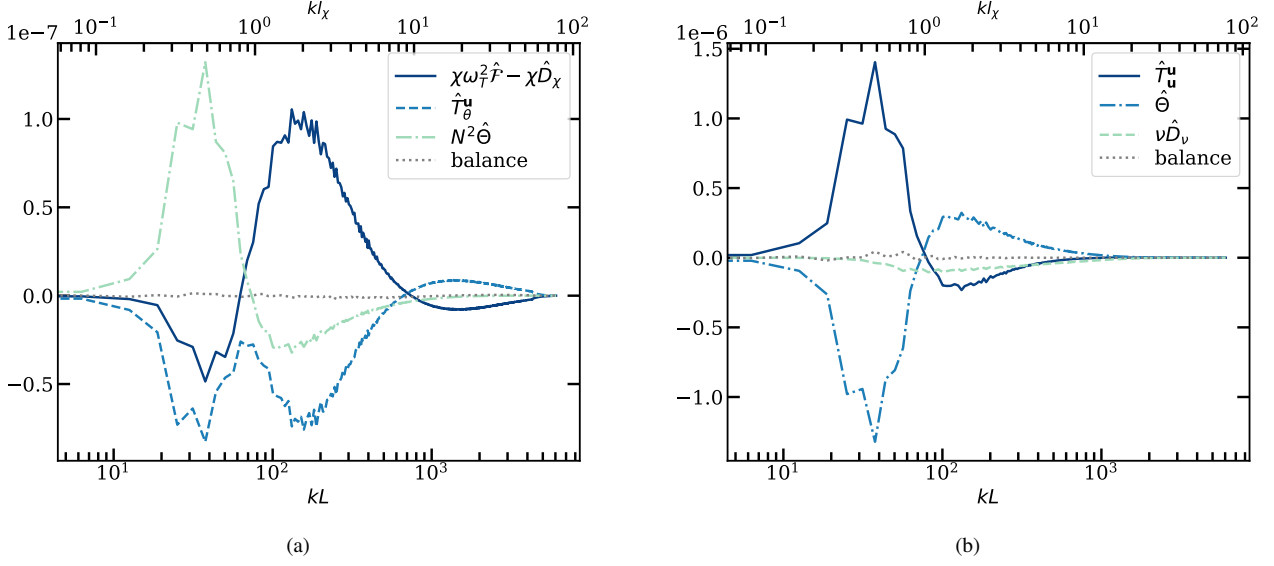 kl_χ
10^{-1} 10^0 10^1 10^2
1e−7
1.0
0.5
0.0
−0.5
χω_T^2 \hat{F} − χ\hat{D}_χ
\hat{T}_θ^u
N^2\hat{Θ}
balance
10^1 10^2 10^3
kL
(a)
kl_χ
10^{-1} 10^0 10^1 10^2
1e−6
1.5
1.0
0.5
0.0
−0.5
−1.0
\hat{T}_u^u
\hat{Θ}
ν\hat{D}_ν
balance
10^1 10^2 10^3
kL
(b)